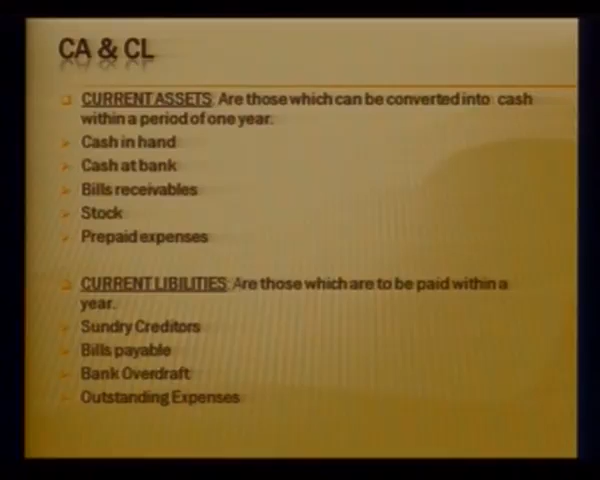 CA & CL
CURRENT ASSETS: Are those which can be converted into cash
within a period of one year.
Cash in hand
Cash at bank
Bills receivables
Stock
Prepaid expenses
CURRENT LIBILITIES: Are those which are to be paid within a
year.
Sundry Creditors
Bills payable
Bank Overdraft
Outstanding Expenses